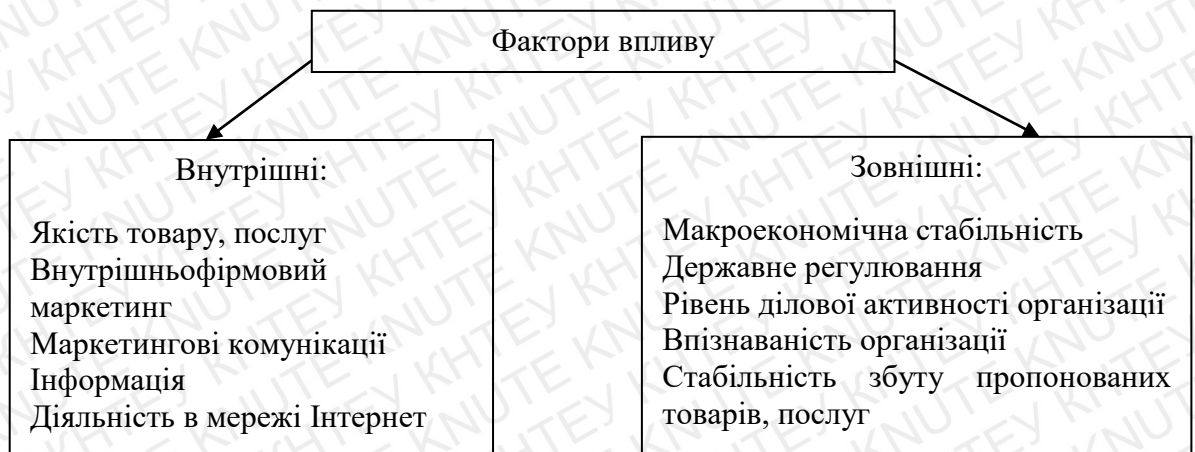 Фактори впливу
Внутрішні:
Якість товару, послуг
Внутрішньофірмовий
маркетинг
Маркетингові комунікації
Інформація
Діяльність в мережі Інтернет
Зовнішні:
Макроекономічна стабільність
Державне регулювання
Рівень ділової активності організації
Впізнаваність організації
Стабільність збуту пропонованих
товарів, послуг